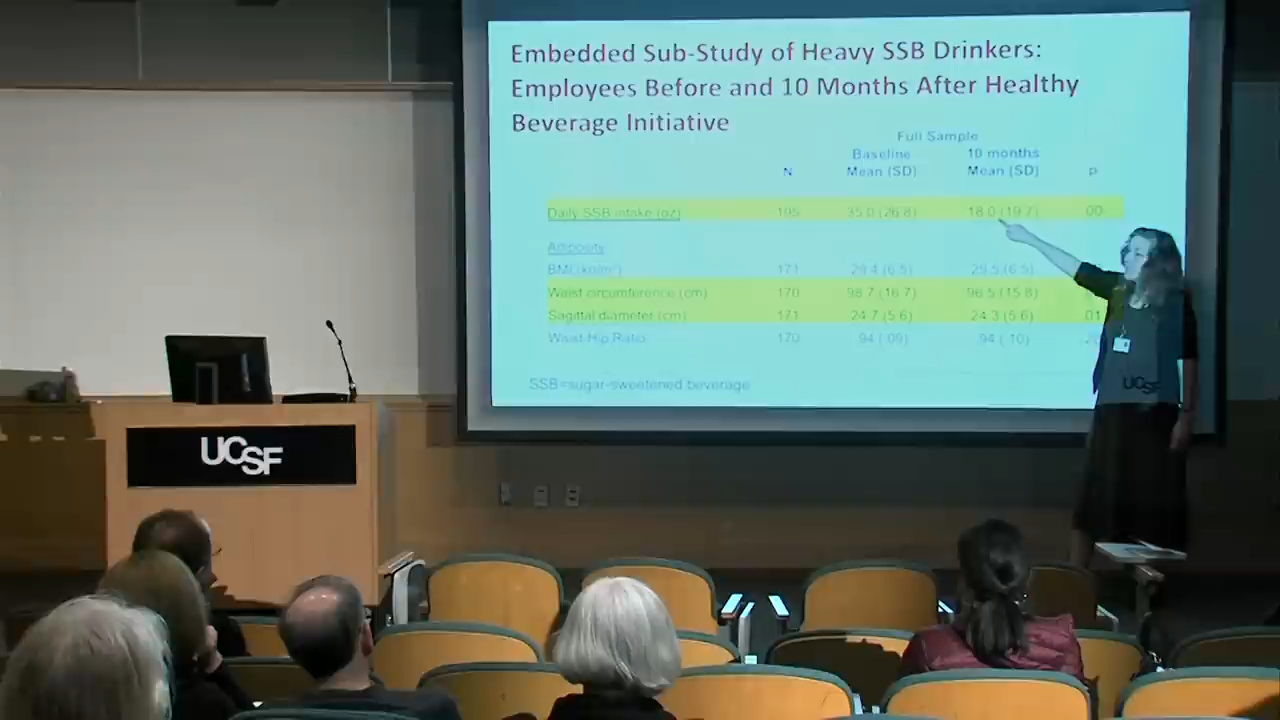 Embedded Sub-Study of Heavy SSB Drinkers:
Employees Before and 10 Months After Healthy
Beverage Initiative
Full Sample
Baseline 10 months
N Mean (SD) Mean (SD) P
Daily SSB intake (oz) 195 35.0 (26.8) 18.0 (19.7) 00
Adiposity
171 29.4 (6.5) 29.5 (6.5)
Waist circumference (cm) 170 98.7 (16.7) 96.5 (15.8)
Sagittal diameter (cm) 171 24.7 (5.6) 24.3 (5.6) 01
Waist-Hip Ratio 170 94 (.09) 94 (.10)
SSB=sugar-sweetened beverage
UCSF
UCSF